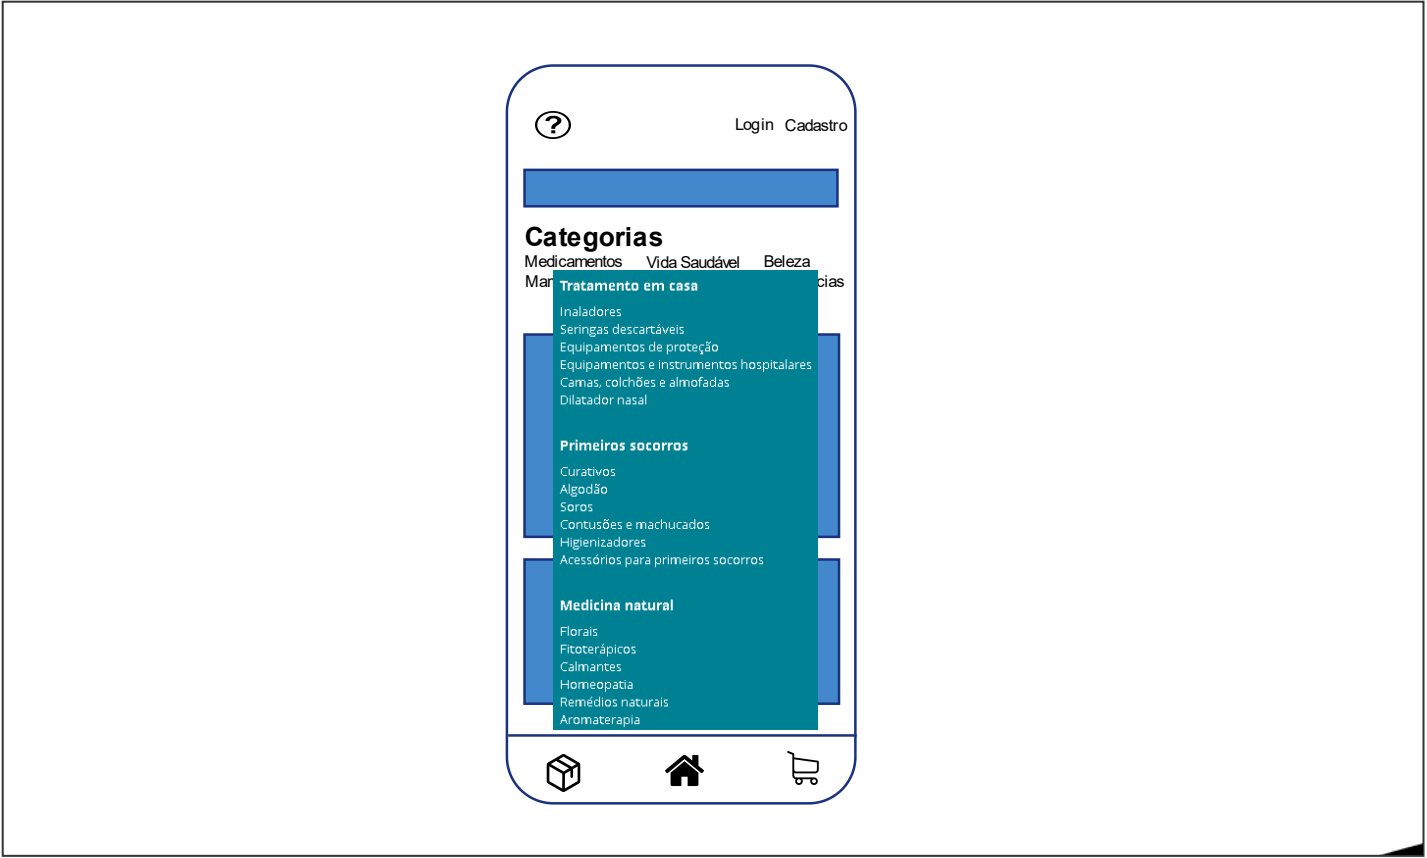 ?
Login Cadastro
Categorias
Medicamentos Vida Saudável Beleza
Tratamento em casa
Inaladores
Seringas descartáveis
Equipamentos de proteção
Equipamentos e instrumentos hospitalares
Camas, colchões e almofadas
Dilatador nasal
Primeiros socorros
Curativos
Algodão
Soros
Contusões e machucados
Higienizadores
Acessórios para primeiros socorros
Medicina natural
Florais
Fitoterápicos
Calmantes
Homeopatia
Remédios naturais
Aromaterapia